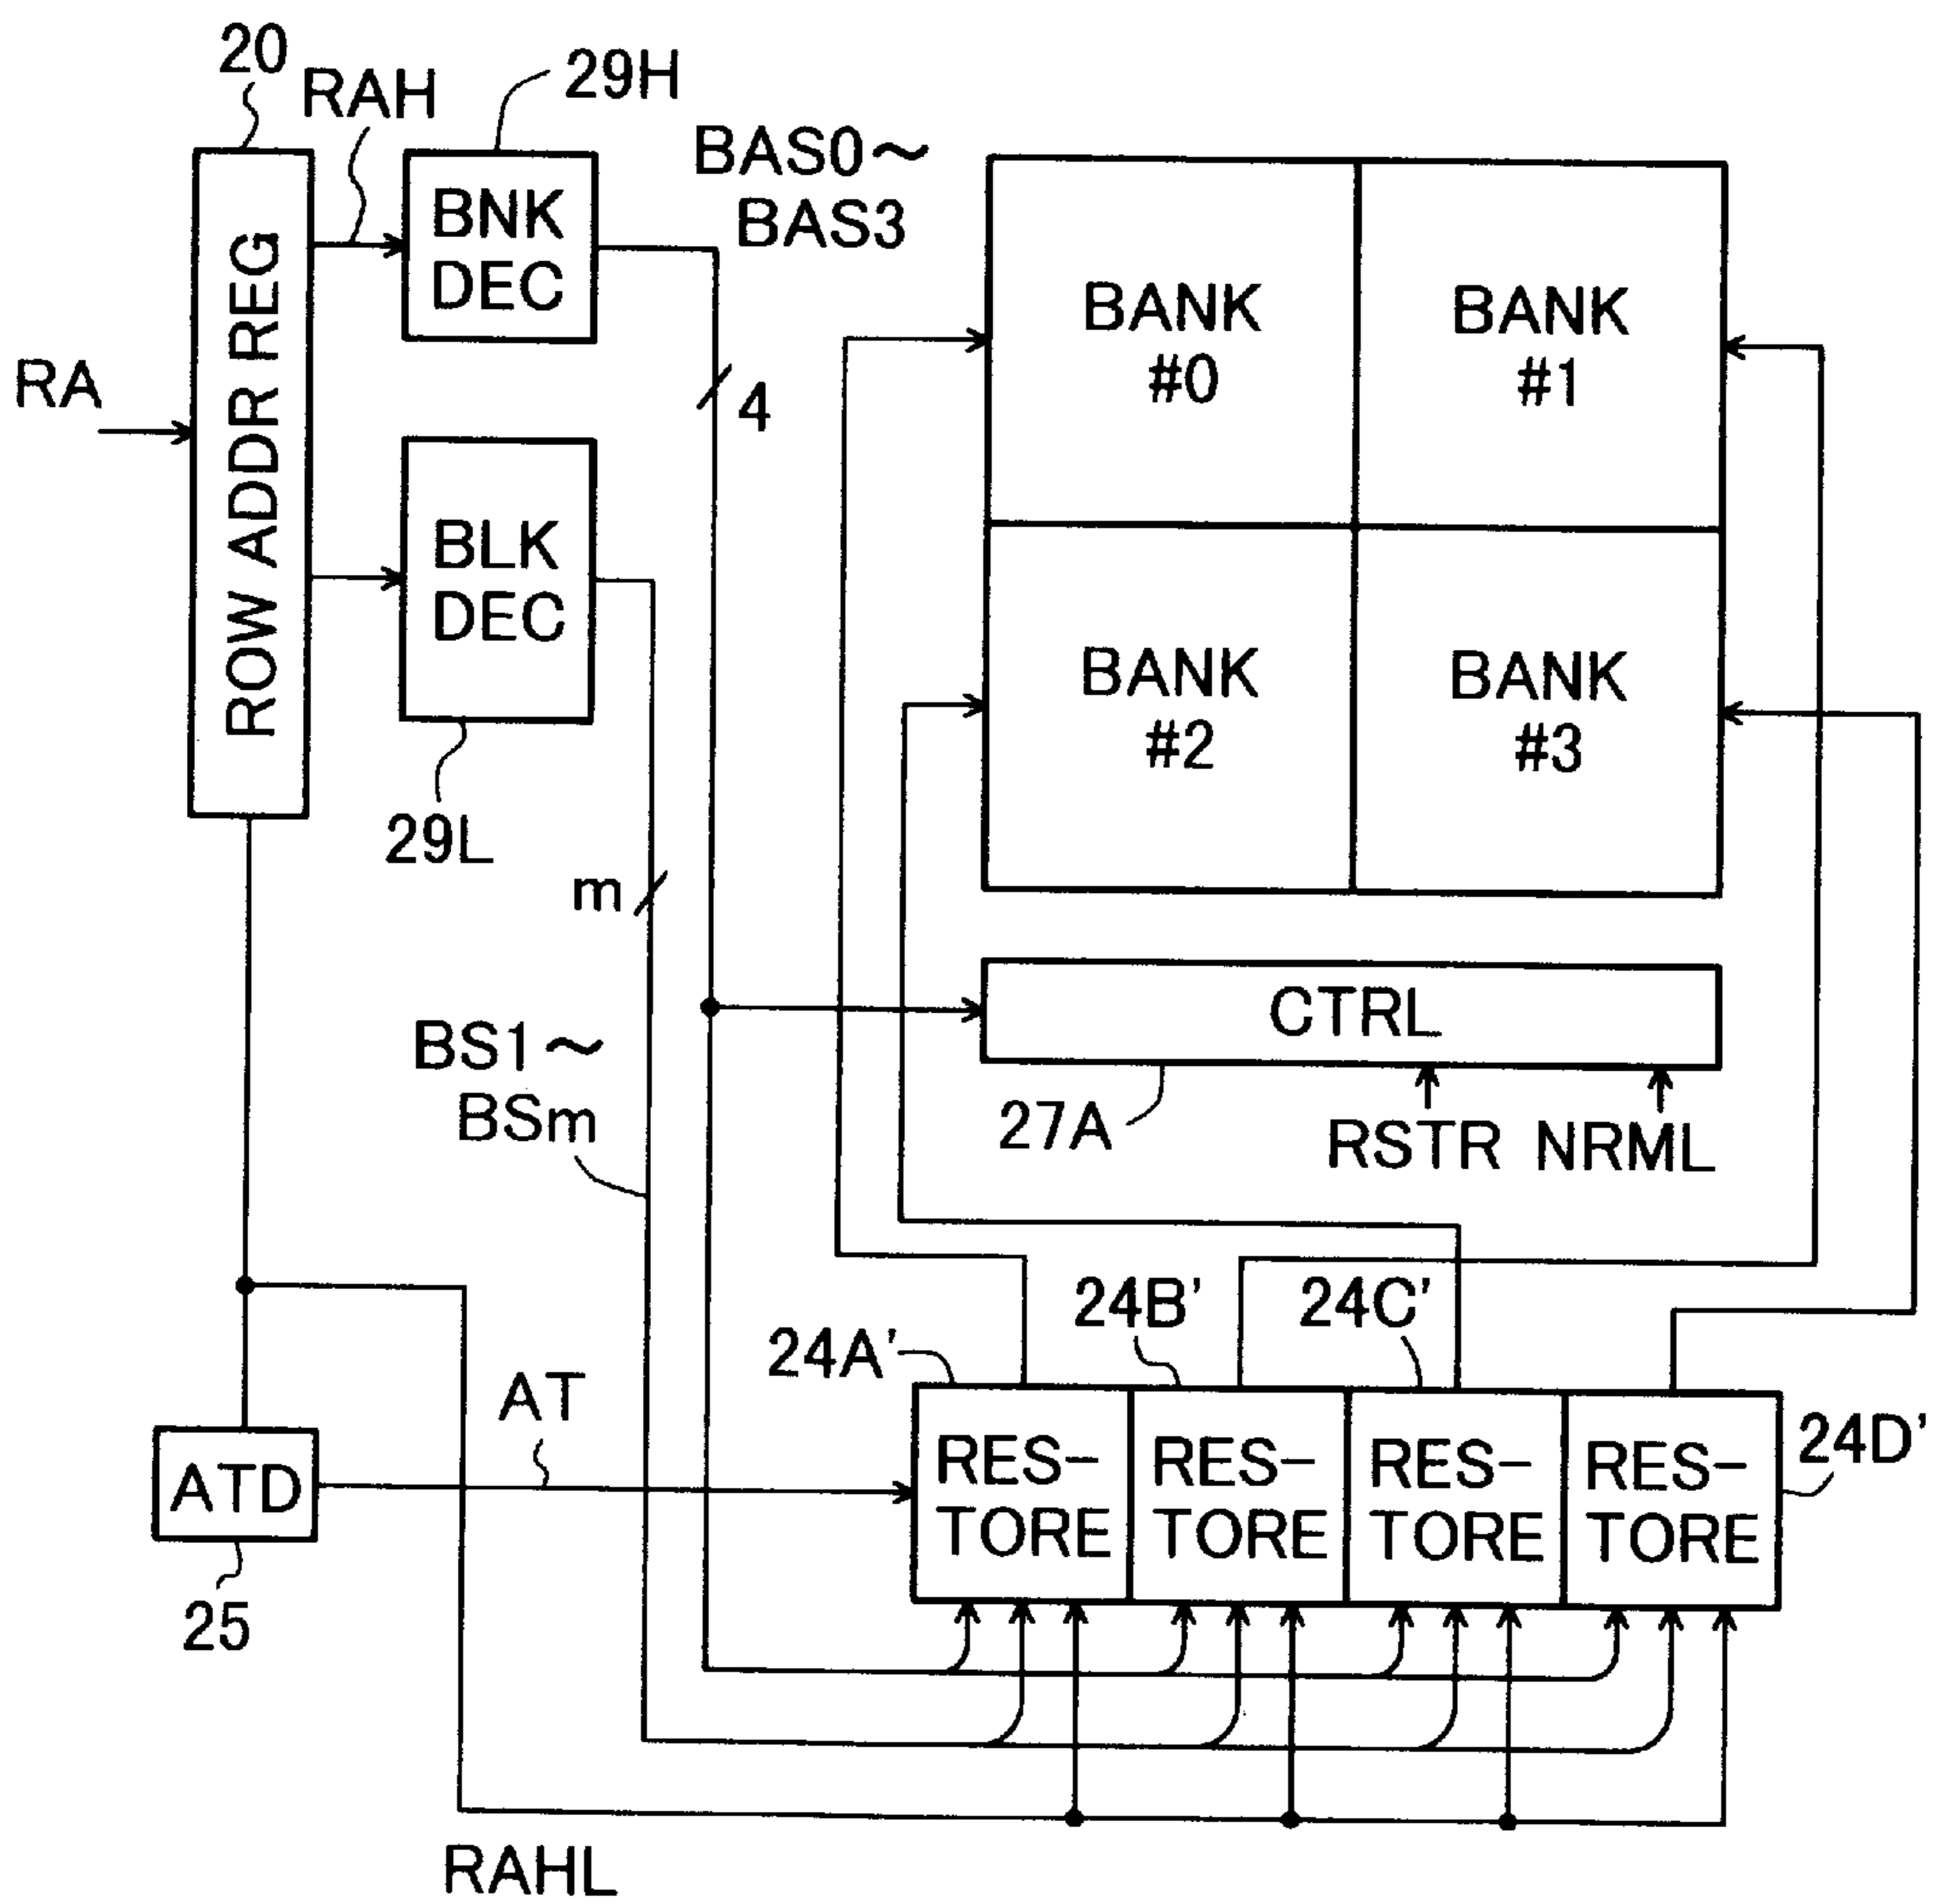 20
RAH
29H
BAS0～
BAS3
BNK
DEC
BANK
#0
BANK
#1
RA
ROW ADDR REG
4
BLK
DEC
BANK
#2
BANK
#3
29L
m
CTRL
BS1～
BSm
27A
RSTR NRML
24A'
24B'
24C'
AT
24D'
ATD
RES-
TORE
RES-
TORE
RES-
TORE
RES-
TORE
25
RAHL